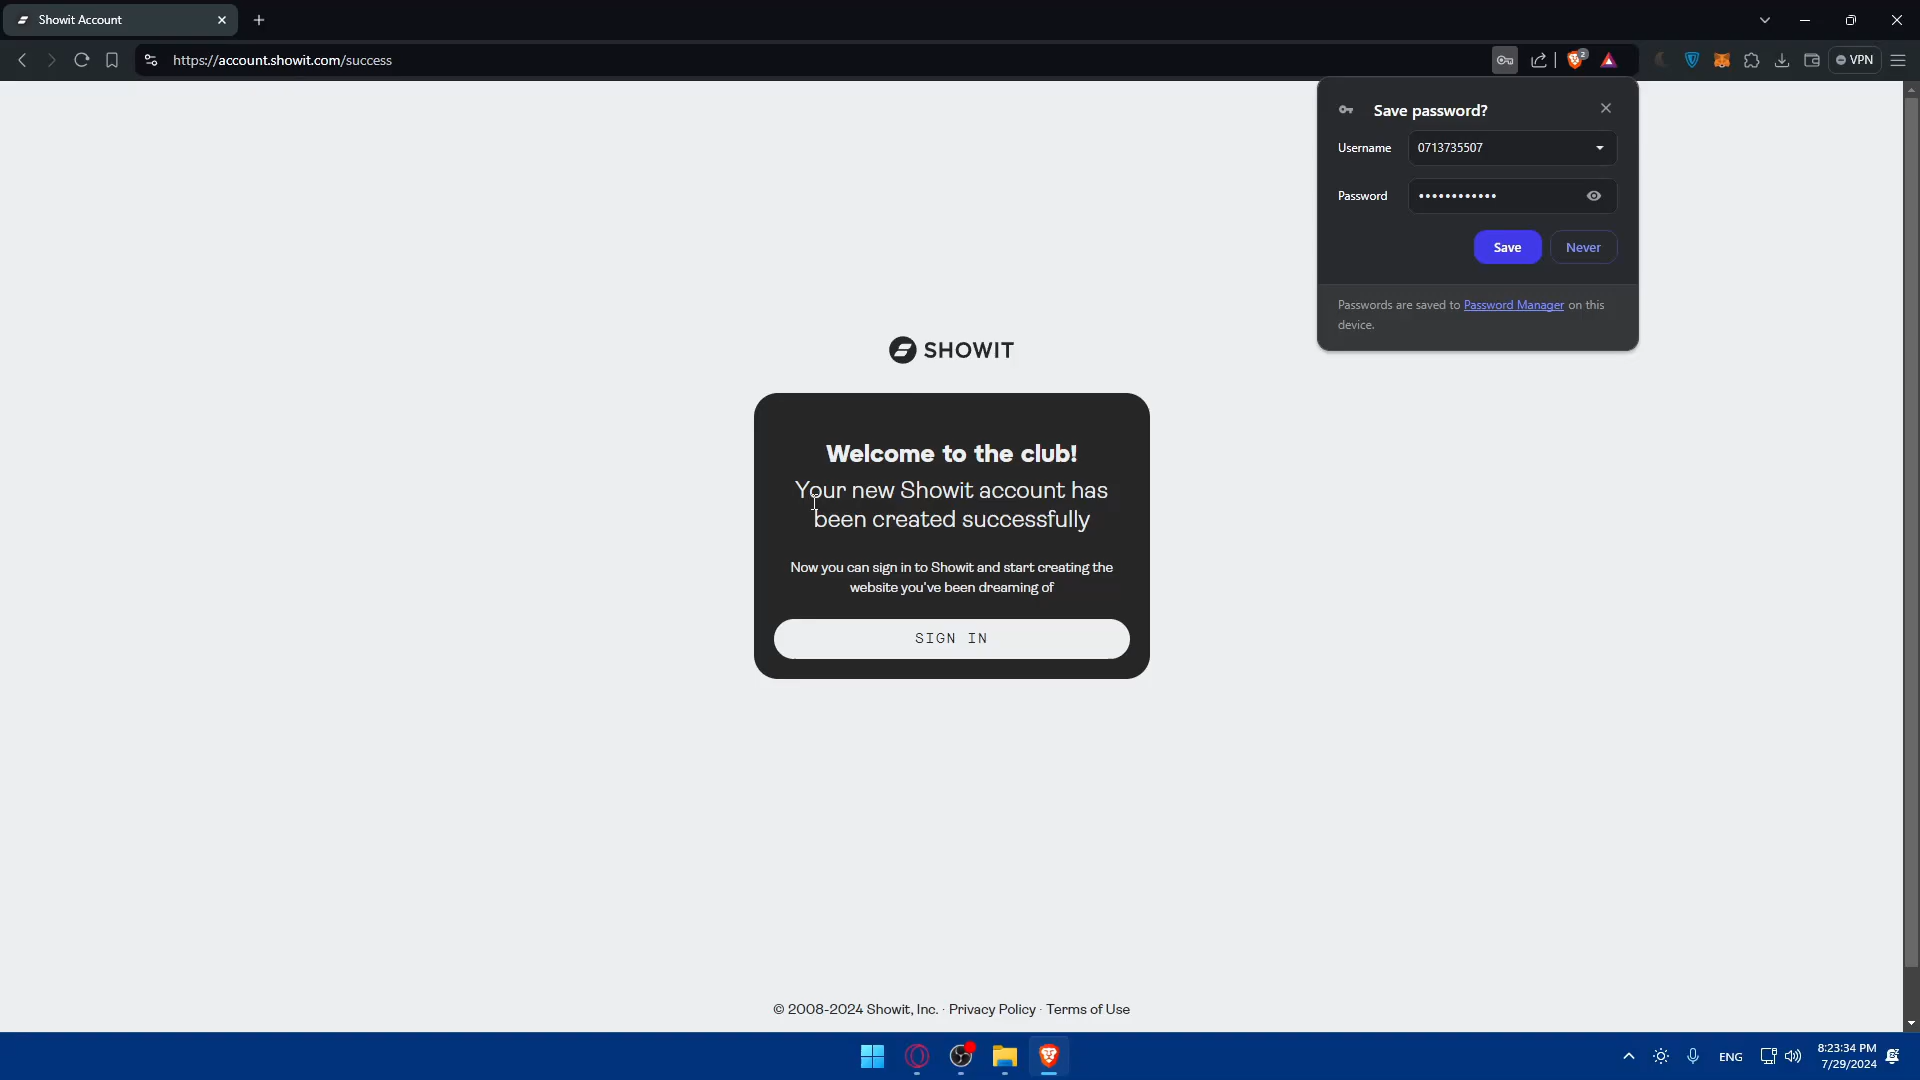 Showit Account
https://account.showit.com/success
2
VPN
Save password?
Username 0713735507
Password ••••••••••••
Save Never
Passwords are saved to Password Manager on this
device.
SHOWIT
Welcome to the club!
Your new Showit account has
been created successfully
Now you can sign in to Showit and start creating the
website you've been dreaming of
SIGN IN
© 2008-2024 Showit, Inc. · Privacy Policy · Terms of Use
ENG
8:23:34 PM
7/29/2024